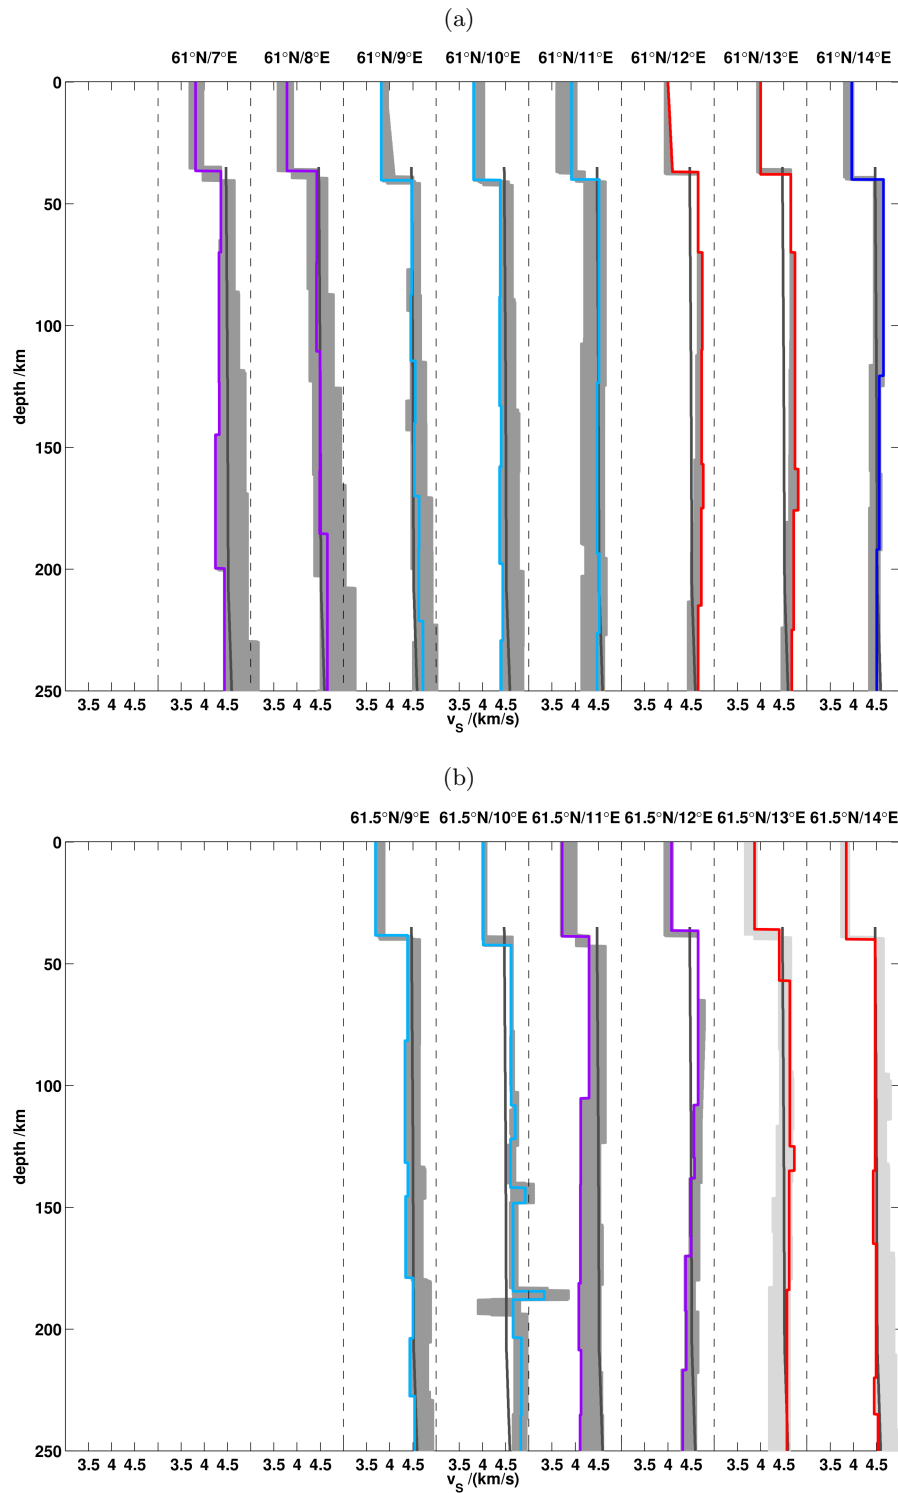 (a)
61°N/7°E 61°N/8°E 61°N/9°E 61°N/10°E 61°N/11°E 61°N/12°E 61°N/13°E 61°N/14°E
0
50
100
depth /km
150
200
250
3.5 4 4.5 3.5 4 4.5 3.5 4 4.5 3.5 4 4.5 3.5 4 4.5 3.5 4 4.5 3.5 4 4.5 3.5 4 4.5 3.5 4 4.5
v_S /(km/s)
(b)
61.5°N/9°E 61.5°N/10°E 61.5°N/11°E 61.5°N/12°E 61.5°N/13°E 61.5°N/14°E
0
50
100
depth /km
150
200
250
3.5 4 4.5 3.5 4 4.5 3.5 4 4.5 3.5 4 4.5 3.5 4 4.5 3.5 4 4.5 3.5 4 4.5 3.5 4 4.5 3.5 4 4.5
v_S /(km/s)